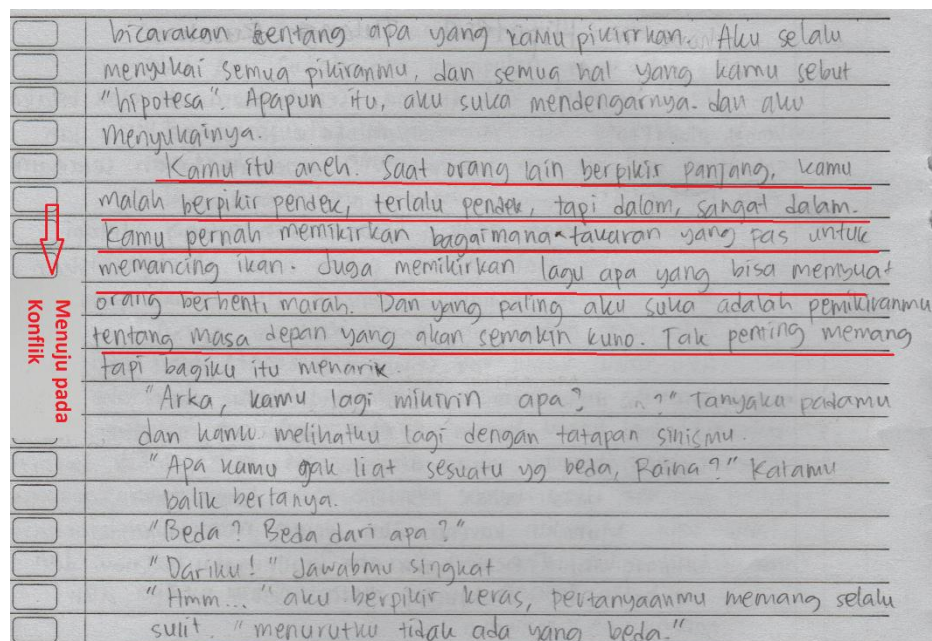 bicarakan tentang apa yang kamu pikirrkan. Aku selalu
menyukai semua pikiranmu, dan semua hal yang kamu sebut
"hipotesa" Apapun itu, aku suka mendengarnya. dan aku
menyukainya.
Kamu itu aneh. Saat orang lain berpikir panjang, kamu
malah berpikir pendek, terlalu pendek, tapi dalam, sangat dalam.
Kamu pernah memikirkan bagaimana takaran yang pas untuk
memancing ikan. Juga memikirkan lagu apa yang bisa membuat
orang berhenti marah. Dan yang paling aku suka adalah pemikiranmu
tentang masa depan yang akan semakin kuno. Tak penting memang
tapi bagiku itu menarik.
"Arka, kamu lagi mikirin apa? ?" Tanyaku padamu
dan kamu melihatku lagi dengan tatapan sinismu.
"Apa kamu gak liat sesuatu yg beda, Raina?" Katamu
balik bertanya.
"Beda? Beda dari apa?"
"Dariku!" Jawabmu singkat
"Hmm..." aku berpikir keras, pertanyaanmu memang selalu
sulit. "menurutku tidak ada yang beda."
Menuju pada
Konflik